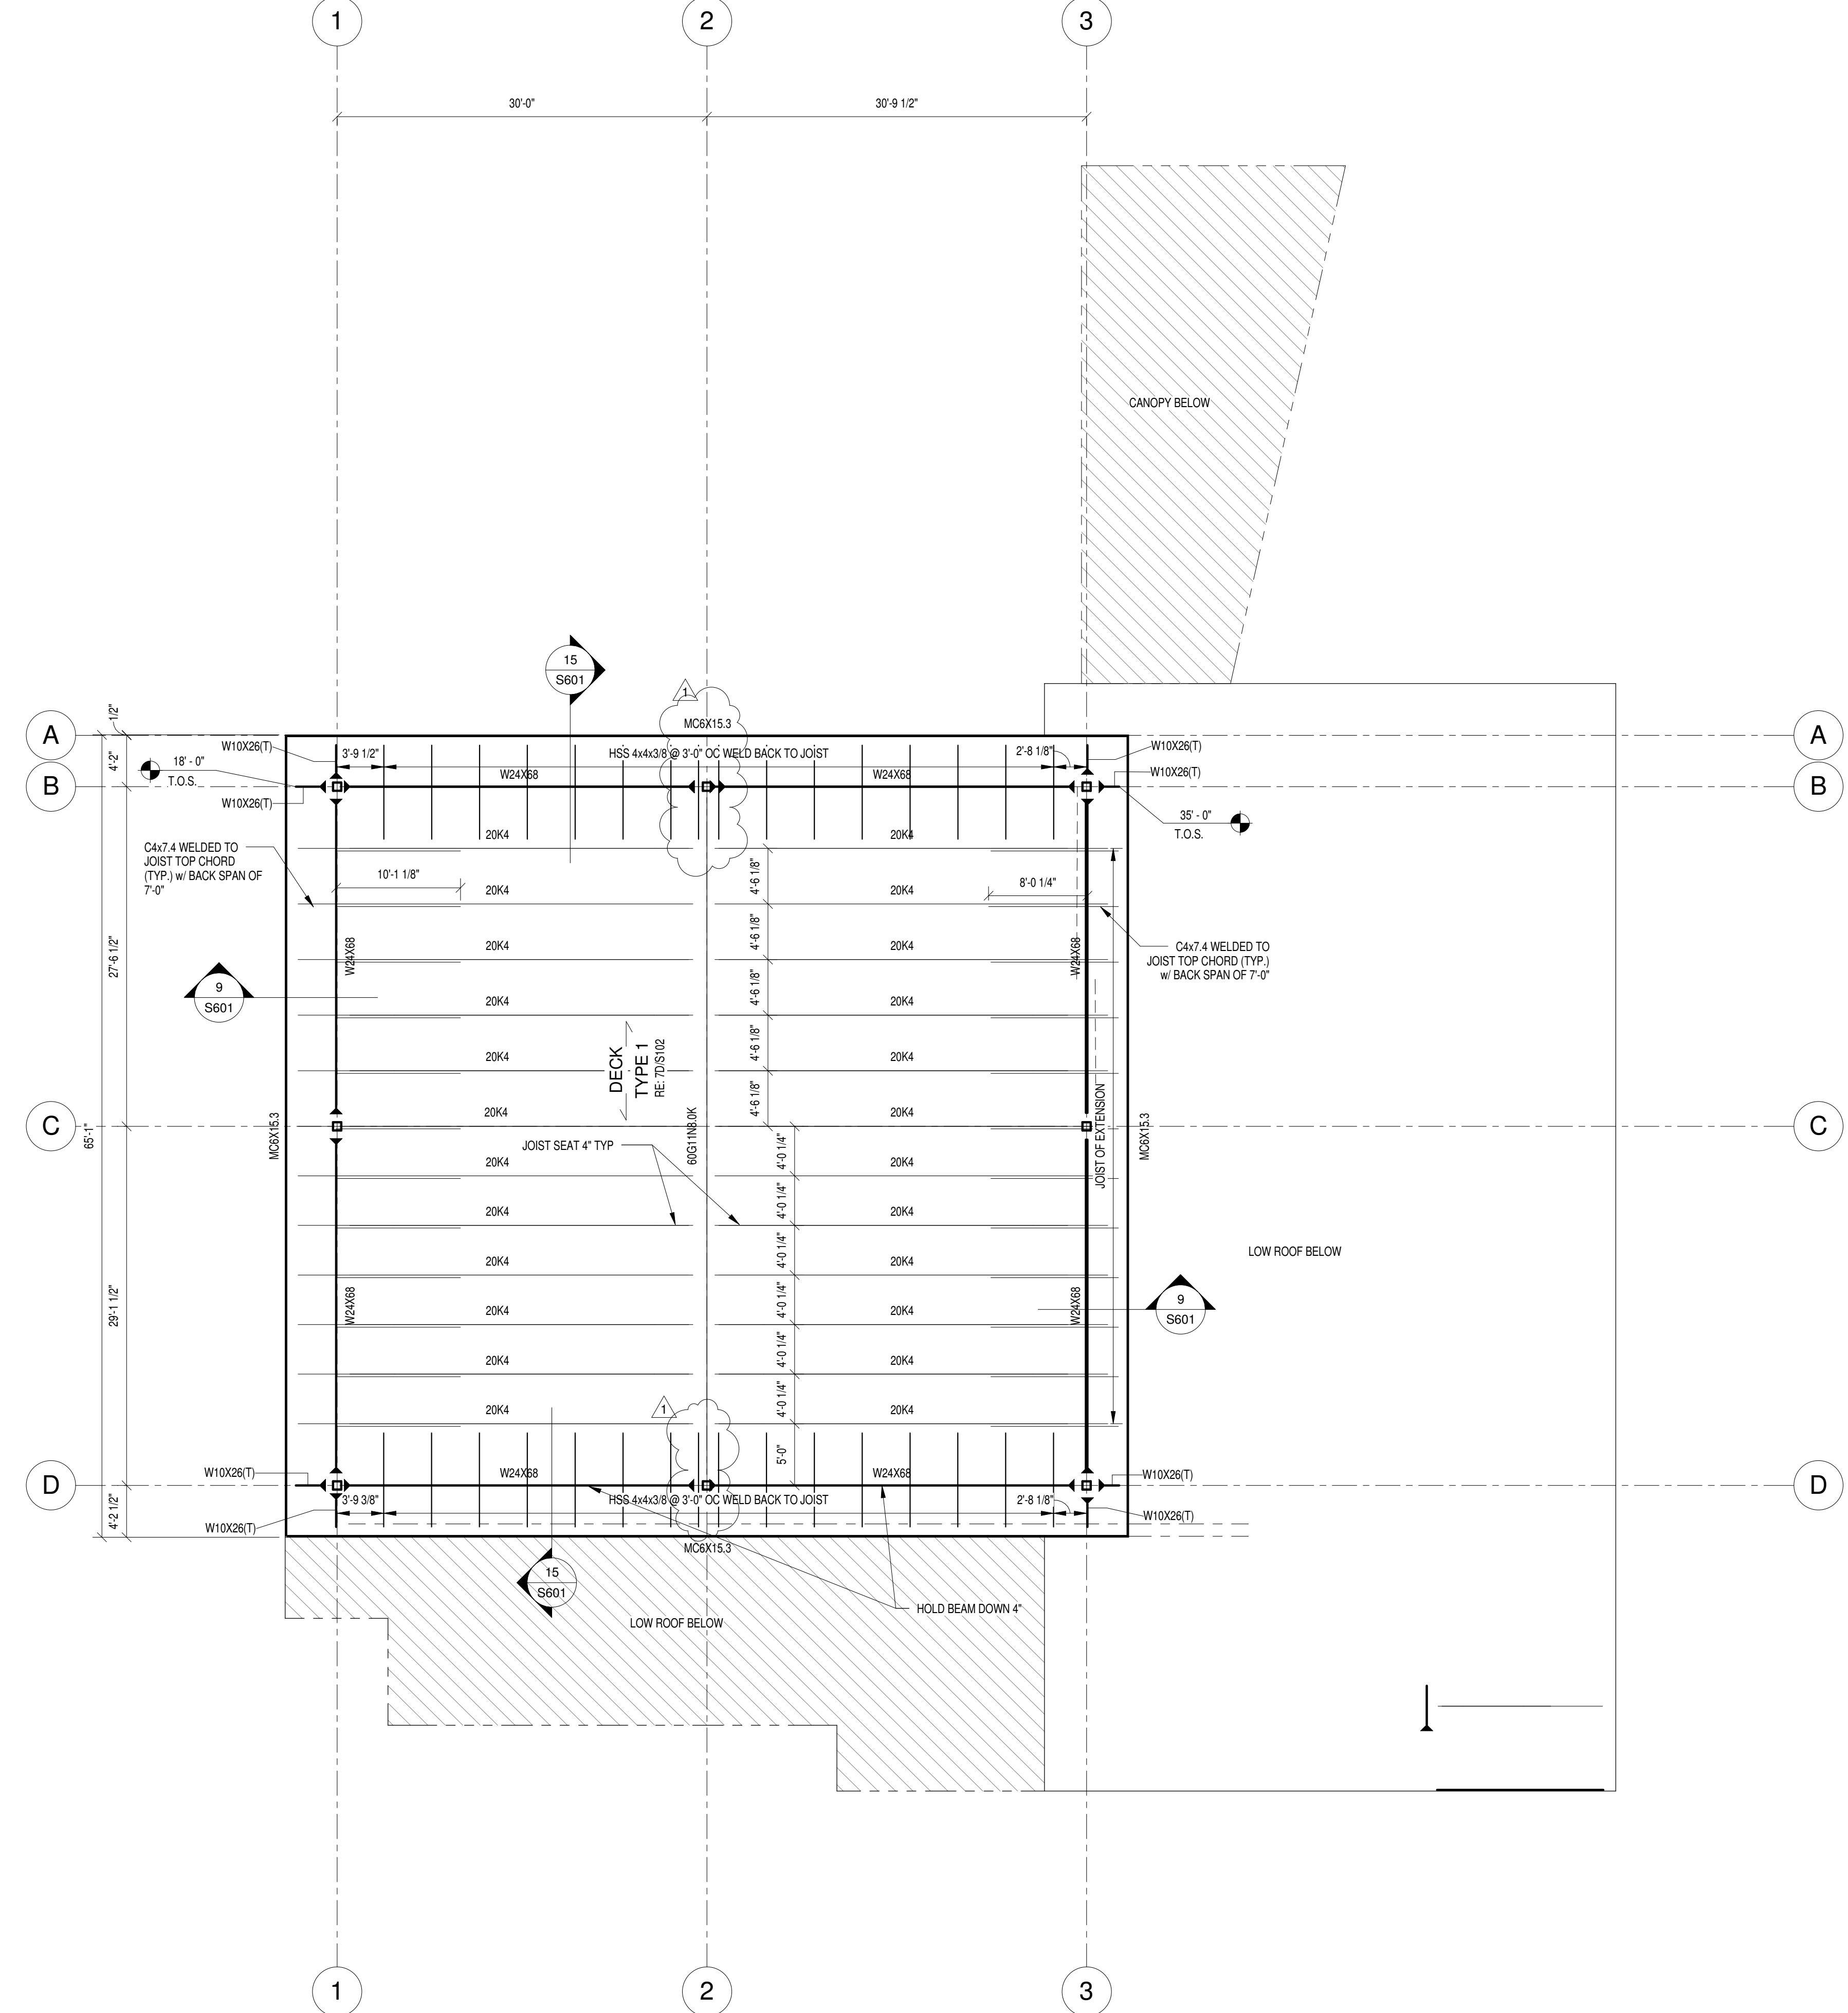 1
2
3
30'-0"
30'-9 1/2"
CANOPY BELOW
15
S601
1
MC6X15.3
A
1/2"
4'-2"
A
W10X26(T)
3'-9 1/2"
HSS 4x4x3/8 @ 3'-0" OC WELD BACK TO JOIST
2'-8 1/8"
W10X26(T)
18' - 0"
T.O.S.
W24X68
W24X68
W10X26(T)
B
B
W10X26(T)
35' - 0"
T.O.S.
20K4
20K4
C4x7.4 WELDED TO
JOIST TOP CHORD
(TYP.) w/ BACK SPAN OF
7'-0"
10'-1 1/8"
4'-6 1/8"
8'-0 1/4"
20K4
20K4
27'-6 1/2"
W24X68
20K4
4'-6 1/8"
20K4
W24X68
C4x7.4 WELDED TO
JOIST TOP CHORD (TYP.)
w/ BACK SPAN OF 7'-0"
9
S601
20K4
4'-6 1/8"
20K4
20K4
DECK
TYPE 1
RE: 7D/S102
4'-6 1/8"
20K4
20K4
4'-6 1/8"
20K4
C
65'-1"
MC6X15.3
60G11N8.0K
JOIST OF EXTENSION
MC6X15.3
C
JOIST SEAT 4" TYP
20K4
4'-0 1/4"
20K4
20K4
4'-0 1/4"
20K4
20K4
4'-0 1/4"
20K4
LOW ROOF BELOW
29'-1 1/2"
W24X68
20K4
4'-0 1/4"
20K4
W24X68
9
S601
20K4
4'-0 1/4"
20K4
20K4
4'-0 1/4"
20K4
1
5'-0"
W10X26(T)
W24X68
W24X68
W10X26(T)
D
D
4'-2 1/2"
3'-9 3/8"
HSS 4x4x3/8 @ 3'-0" OC WELD BACK TO JOIST
2'-8 1/8"
W10X26(T)
W10X26(T)
MC6X15.3
15
S601
HOLD BEAM DOWN 4"
LOW ROOF BELOW
1
2
3